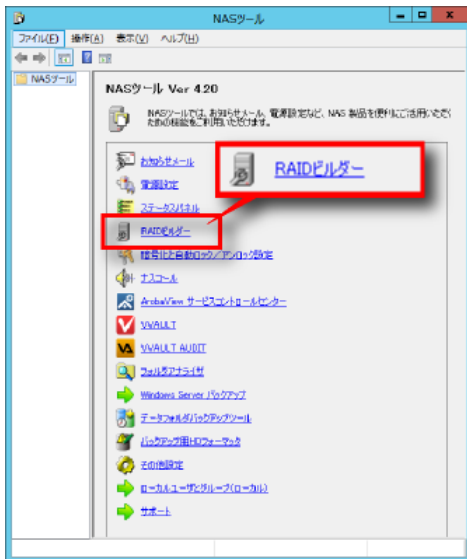 NASツール
ファイル(F) 操作(A) 表示(V) ヘルプ(H)
NASツール
NASツール Ver 4.20
NASツールでは、お知らせメール、電源設定など、NAS 製品を便利にご活用いただく
ための機能をご利用いただけます。
お知らせメール
電源設定
ステータスパネル
RAIDビルダー
RAIDビルダー
暗号化と自動ロック/アンロック設定
ナスコール
ArobaView サービスコントロールセンター
VVAULT
VVAULT AUDIT
フォルダアナライザ
Windows Server バックアップ
データフォルダバックアップツール
バックアップ用HDフォーマッタ
その他設定
ローカルユーザとグループ(ローカル)
サポート